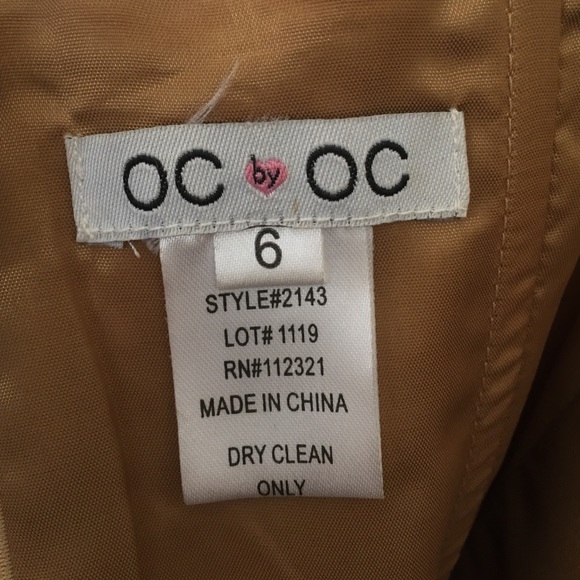 OC by OC
6
STYLE#2143
LOT# 1119
RN#112321
MADE IN CHINA
DRY CLEAN
ONLY